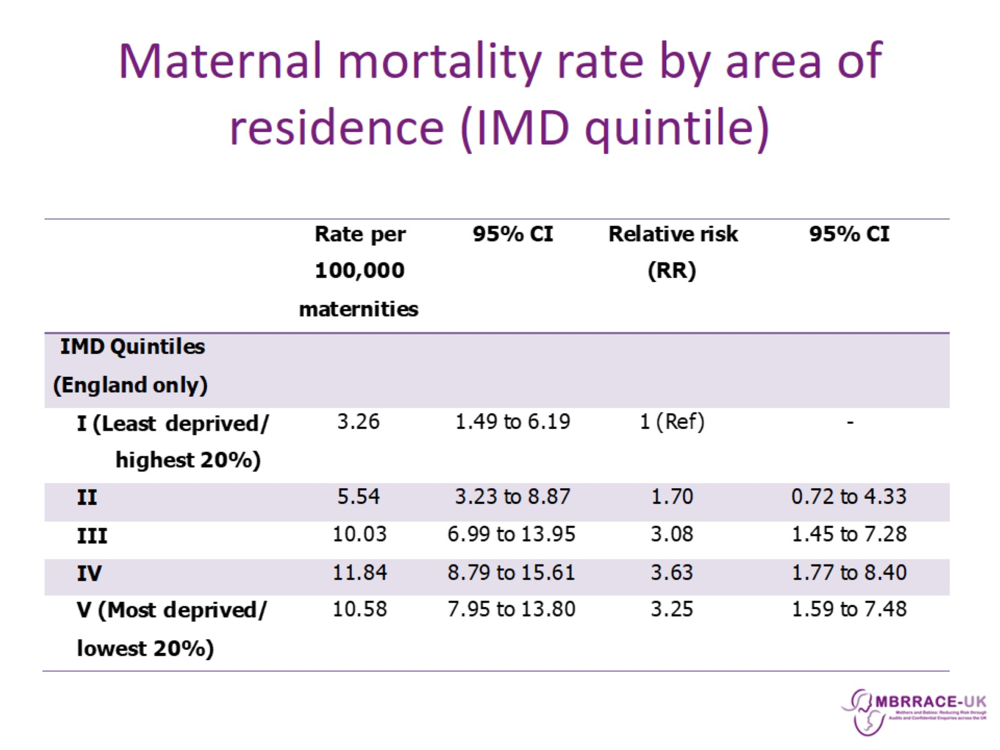 Maternal mortality rate by area of
residence (IMD quintile)
Rate per 100,000 maternities 95% CI Relative risk (RR) 95% CI
IMD Quintiles
(England only)
I (Least deprived/ highest 20%) 3.26 1.49 to 6.19 1 (Ref) -
II 5.54 3.23 to 8.87 1.70 0.72 to 4.33
III 10.03 6.99 to 13.95 3.08 1.45 to 7.28
IV 11.84 8.79 to 15.61 3.63 1.77 to 8.40
V (Most deprived/ lowest 20%) 10.58 7.95 to 13.80 3.25 1.59 to 7.48
MBRRACE-UK
Mothers and Babies: Reducing Risk through
Audits and Confidential Enquiries across the UK